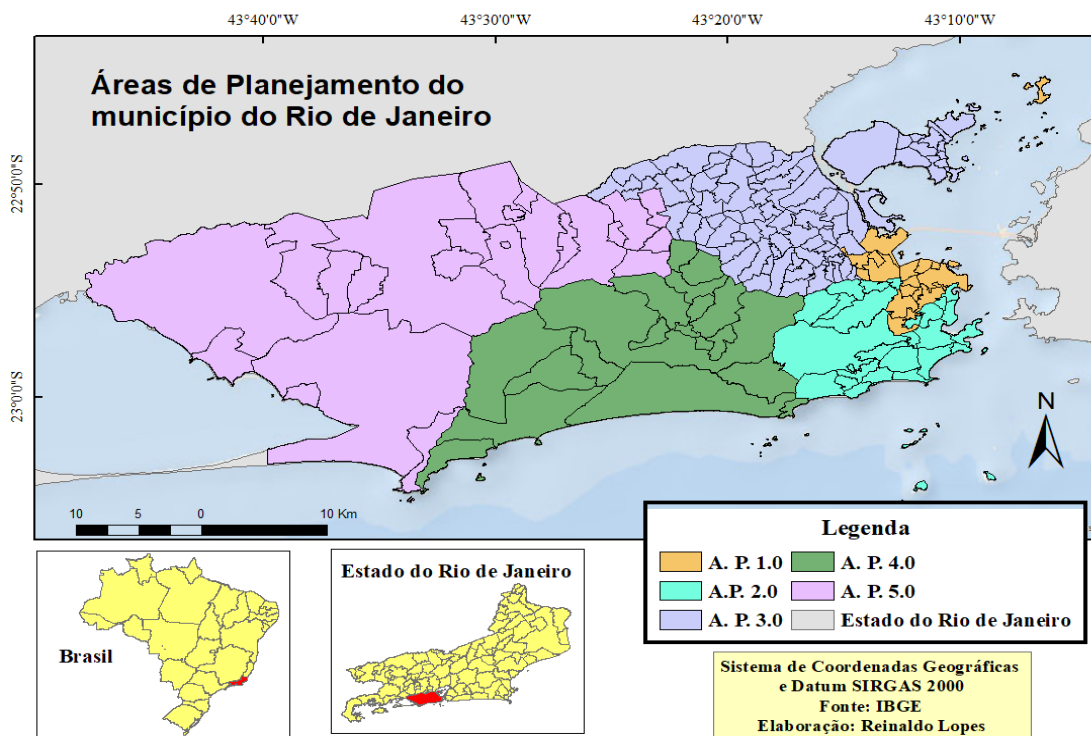 43°40'0"W
43°30'0"W
43°20'0"W
43°10'0"W
Áreas de Planejamento do
município do Rio de Janeiro
22°50'0"S
23°0'0"S
N
10
5
0
10 Km
Legenda
A. P. 1.0
A. P. 4.0
A.P. 2.0
A. P. 5.0
A. P. 3.0
Estado do Rio de Janeiro
Brasil
Estado do Rio de Janeiro
Sistema de Coordenadas Geográficas
e Datum SIRGAS 2000
Fonte: IBGE
Elaboração: Reinaldo Lopes